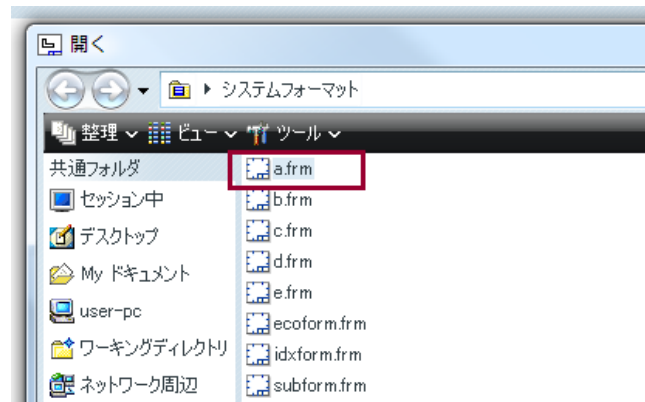 開く
システムフォーマット
整理 ビュー ツール
共通フォルダ
セッション中
デスクトップ
My ドキュメント
user-pc
ワーキングディレクトリ
ネットワーク周辺
a.frm
b.frm
c.frm
d.frm
e.frm
ecoform.frm
idxform.frm
subform.frm